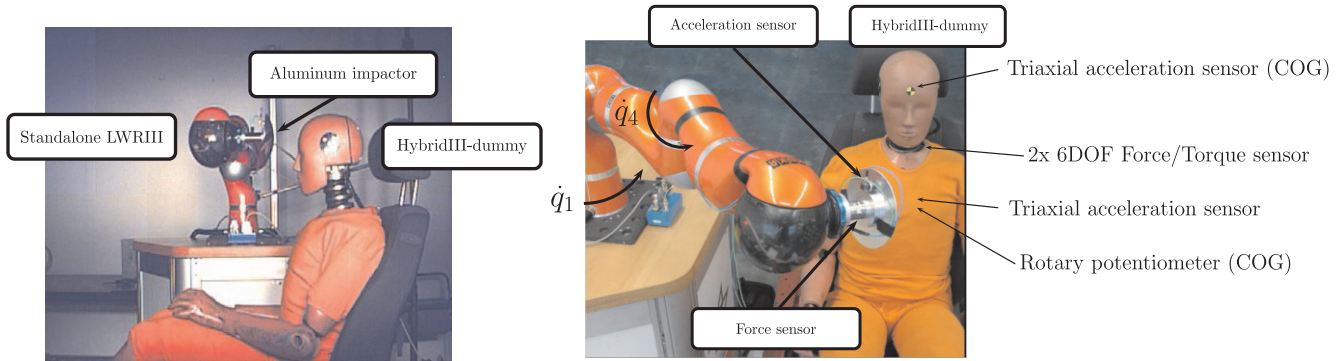 Aluminum impactor
Standalone LWRIII
HybridIII-dummy
Acceleration sensor
HybridIII-dummy
Triaxial acceleration sensor (COG)
q̇₄
2x 6DOF Force/Torque sensor
q̇₁
Triaxial acceleration sensor
Rotary potentiometer (COG)
Force sensor